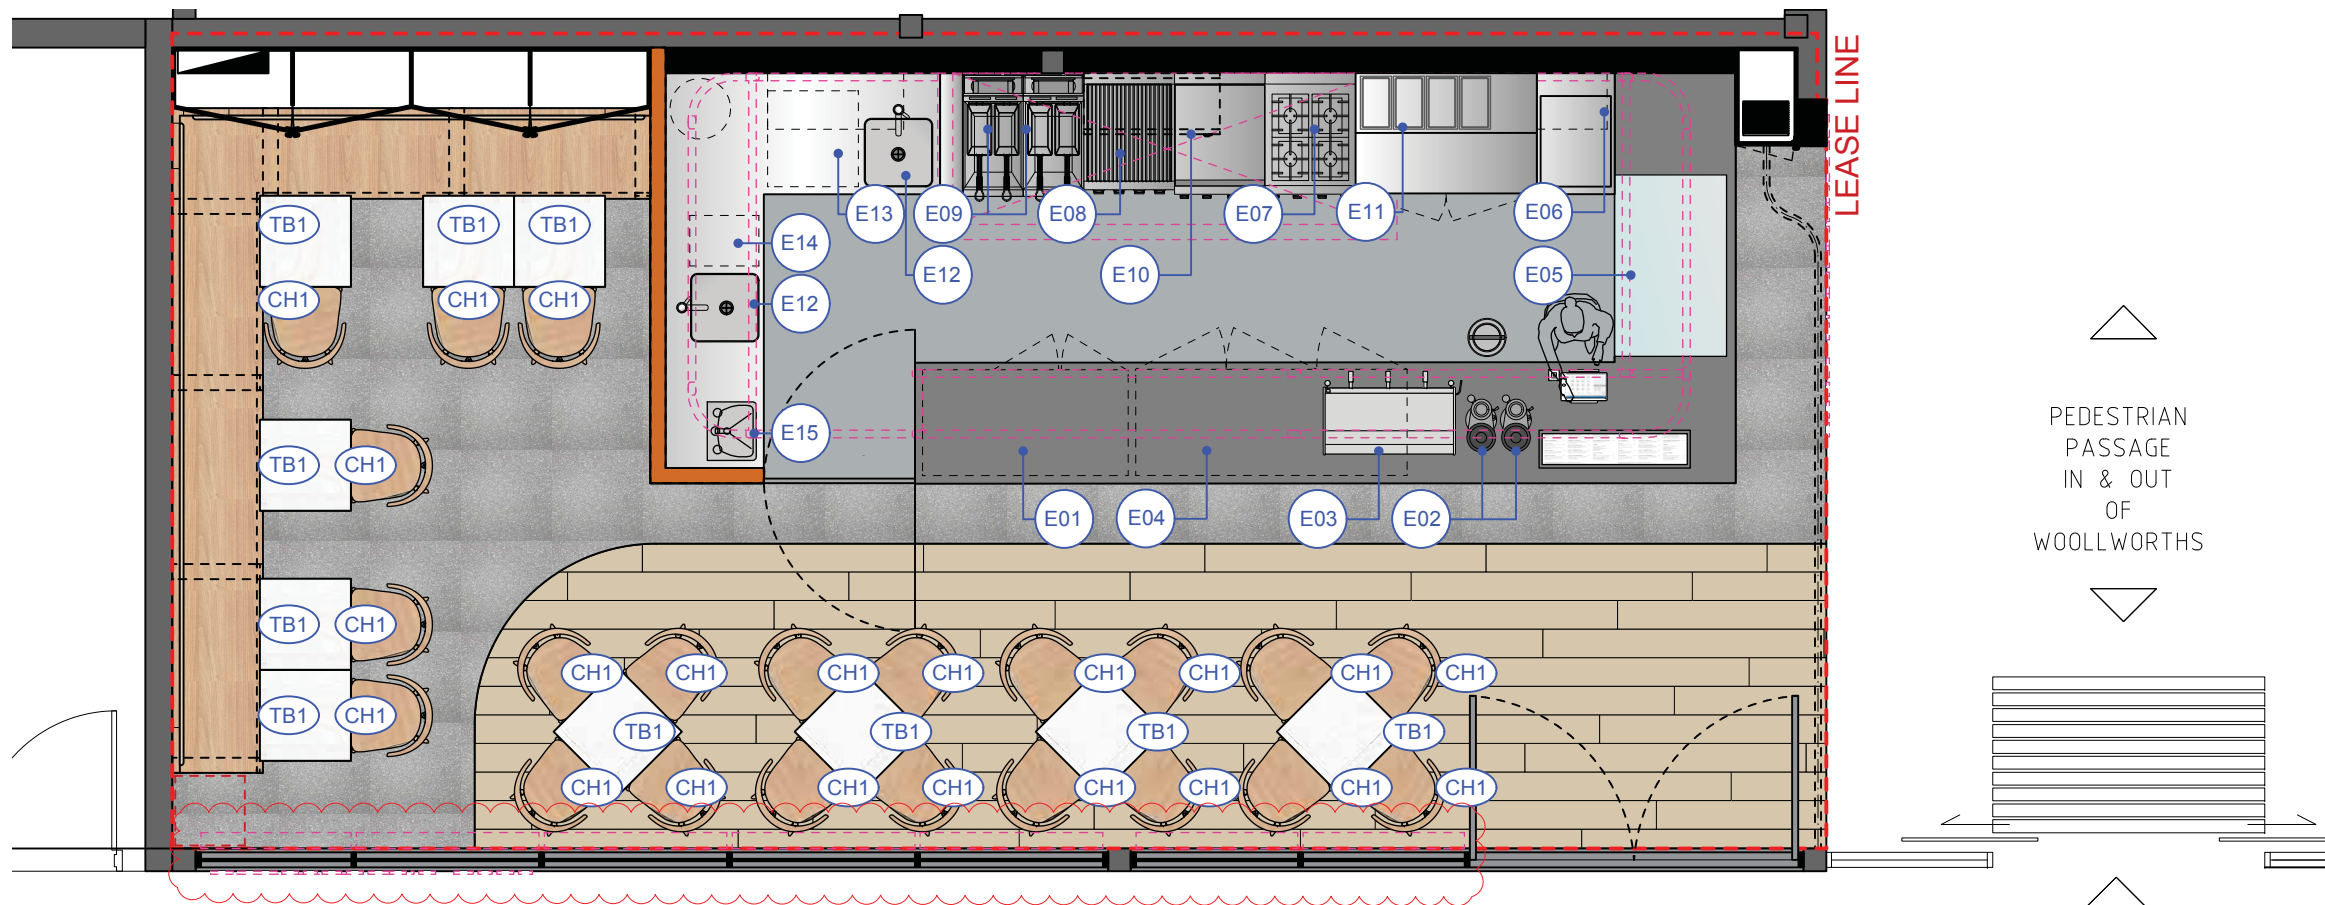 LEASE LINE
TB1
TB1
TB1
CH1
CH1
CH1
E13
E09
E08
E07
E11
E06
E14
E12
E10
E05
E12
E15
TB1
CH1
PEDESTRIAN
PASSAGE
IN & OUT
OF
WOOLLWORTHS
E01
E04
E03
E02
TB1
CH1
TB1
CH1
CH1
CH1
CH1
CH1
CH1
CH1
CH1
CH1
TB1
TB1
TB1
TB1
CH1
CH1
CH1
CH1
CH1
CH1
CH1
CH1